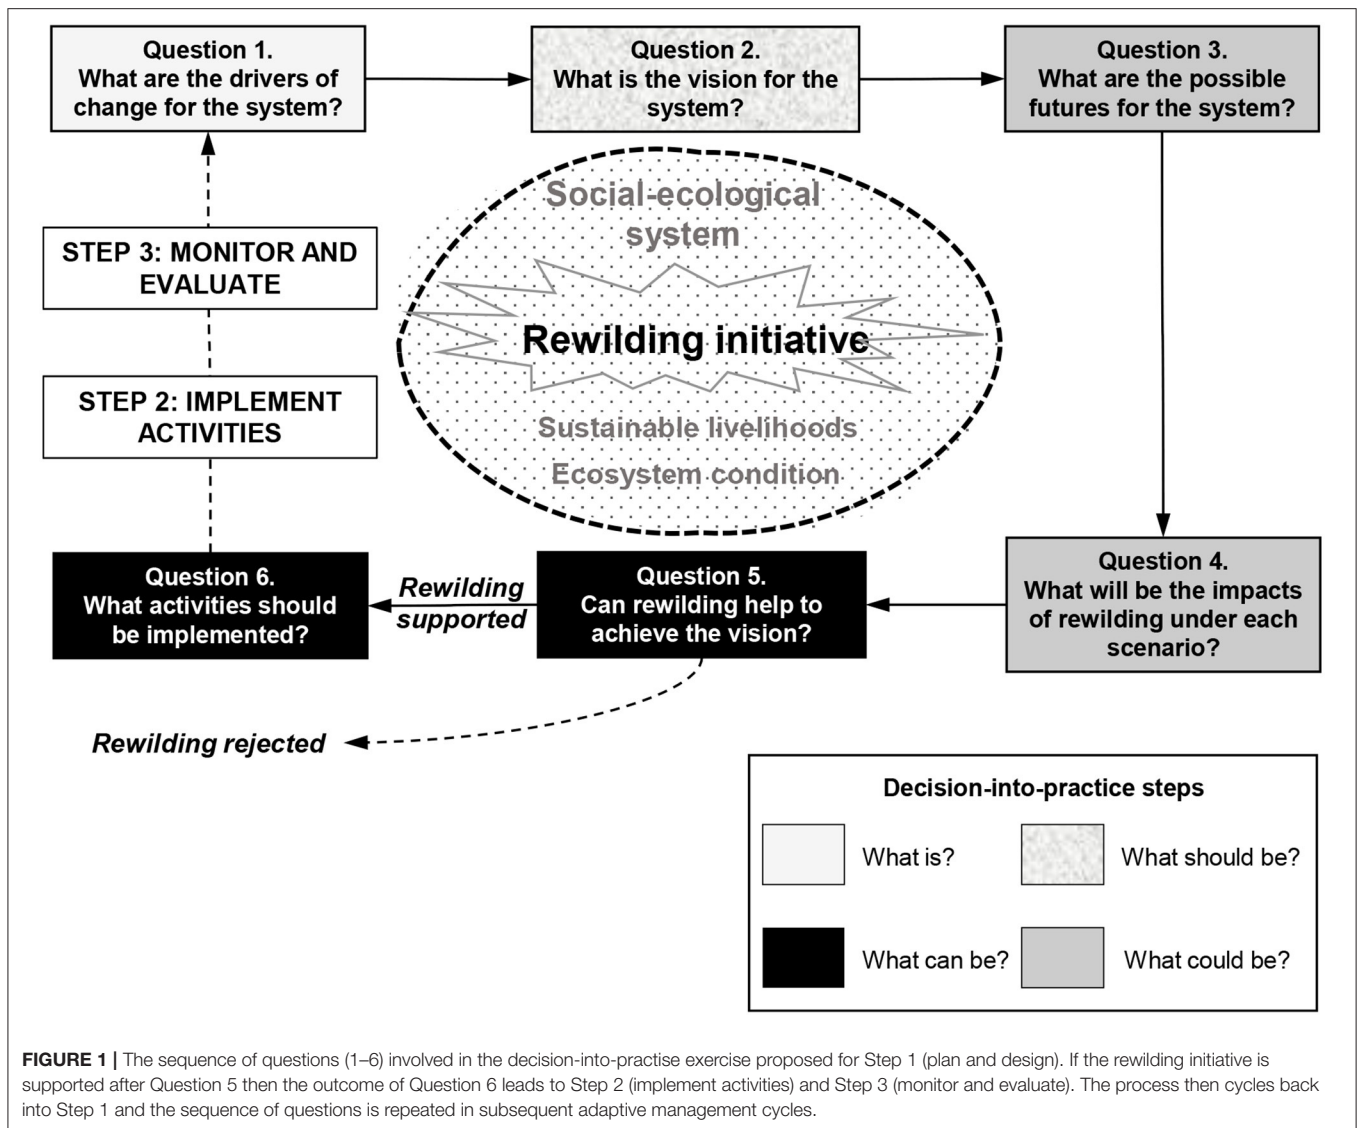 Question 1.
What are the drivers of
change for the system?
Question 2.
What is the vision for the
system?
Question 3.
What are the possible
futures for the system?
Social-ecological
system
STEP 3: MONITOR AND
EVALUATE
Rewilding initiative
STEP 2: IMPLEMENT
ACTIVITIES
Sustainable livelihoods
Ecosystem condition
Question 4.
What will be the impacts
of rewilding under each
scenario?
Question 5.
Can rewilding help to
achieve the vision?
Rewilding
supported
Question 6.
What activities should
be implemented?
Rewilding rejected
Decision-into-practice steps
What is?
What should be?
What can be?
What could be?
FIGURE 1 | The sequence of questions (1–6) involved in the decision-into-practise exercise proposed for Step 1 (plan and design). If the rewilding initiative is
supported after Question 5 then the outcome of Question 6 leads to Step 2 (implement activities) and Step 3 (monitor and evaluate). The process then cycles back
into Step 1 and the sequence of questions is repeated in subsequent adaptive management cycles.